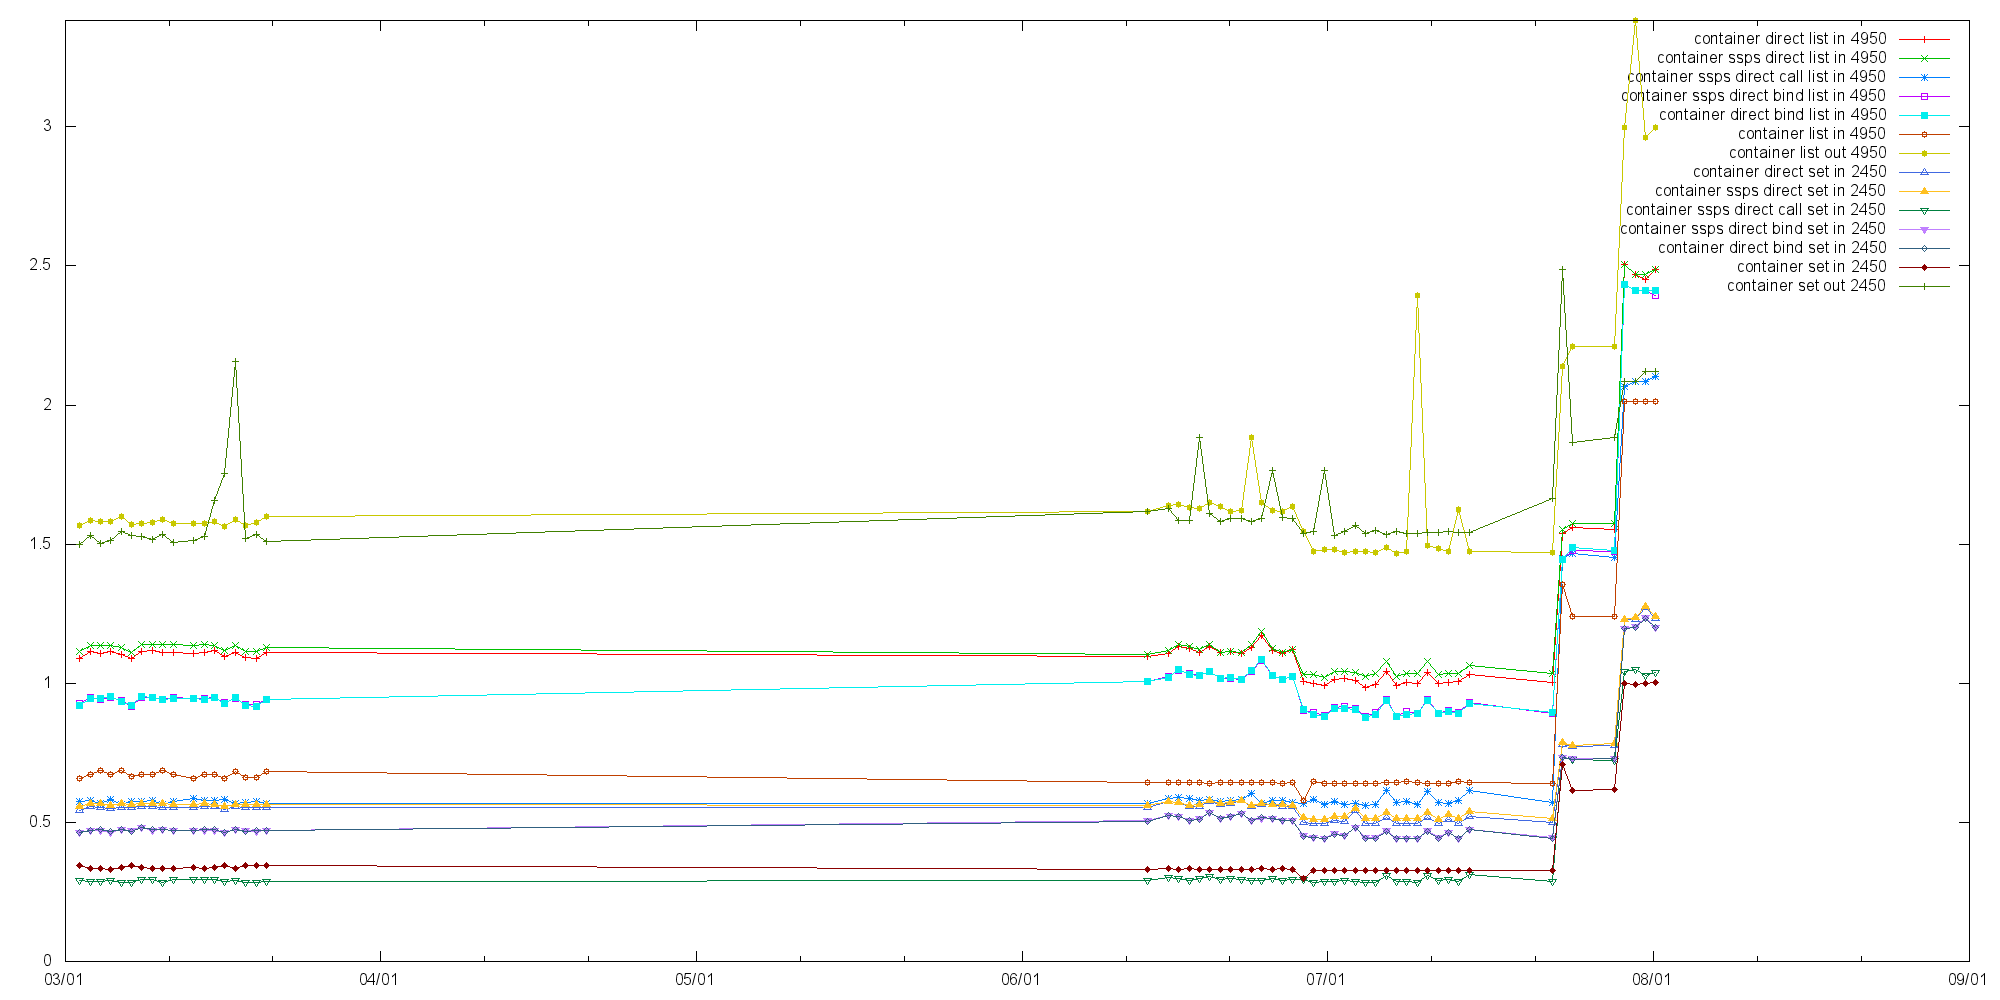 container direct list in 4950
container ssps direct list in 4950
container ssps direct call list in 4950
container ssps direct bind list in 4950
container direct bind list in 4950
container list in 4950
container list out 4950
container direct set in 2450
container ssps direct set in 2450
container ssps direct call set in 2450
container ssps direct bind set in 2450
container direct bind set in 2450
container set in 2450
container set out 2450
3
2.5
2
1.5
1
0.5
0
03/01 04/01 05/01 06/01 07/01 08/01 09/01